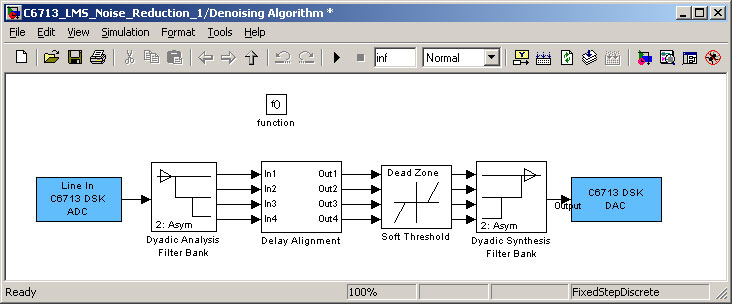 C6713_LMS_Noise_Reduction_1/Denoising Algorithm *
File Edit View Simulation Format Tools Help
inf Normal
f()
function
Line In
C6713 DSK
ADC
2: Asym
Dyadic Analysis
Filter Bank
In1 Out1
In2 Out2
In3 Out3
In4 Out4
Delay Alignment
Dead Zone
Soft Threshold
2: Asym
Dyadic Synthesis
Filter Bank
Output
C6713 DSK
DAC
Ready 100% FixedStepDiscrete